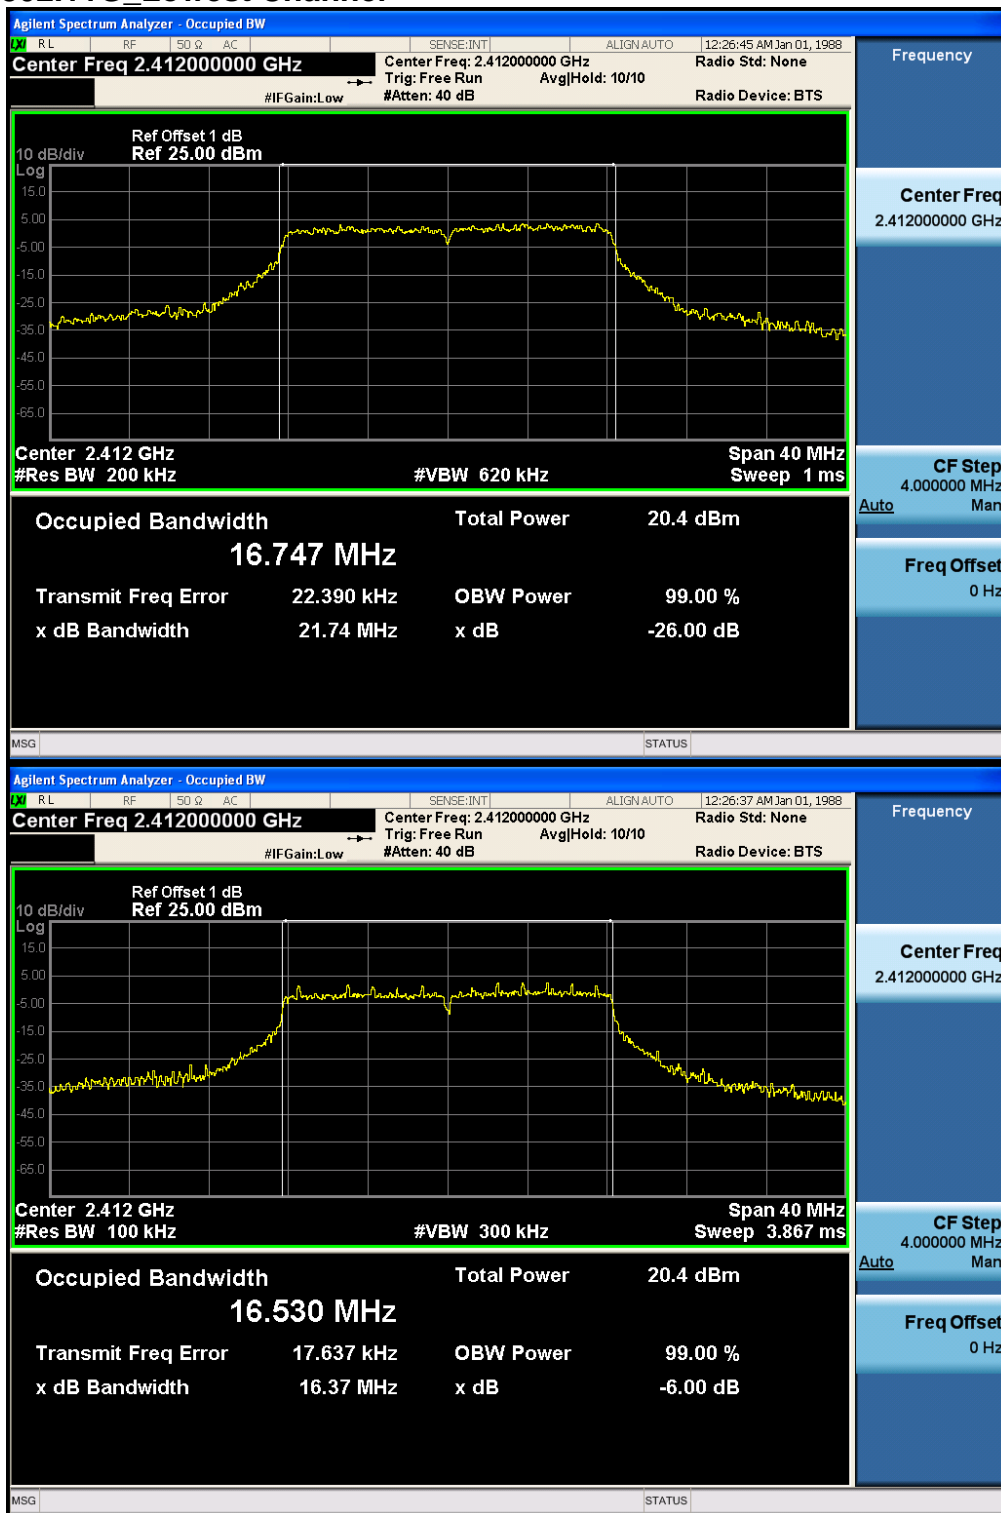 Agilent Spectrum Analyzer - Occupied BW
LXI RL RF 50 Ω AC SENSE:INT ALIGN AUTO 12:26:45 AM Jan 01, 1988
Center Freq 2.412000000 GHz Center Freq: 2.412000000 GHz Radio Std: None Frequency
Trig: Free Run Avg|Hold: 10/10
#IFGain:Low #Atten: 40 dB Radio Device: BTS
Ref Offset 1 dB
10 dB/div Ref 25.00 dBm
Log
15.0
5.00
-5.00
-15.0
-25.0
-35.0
-45.0
-55.0
-65.0
Center Freq
2.412000000 GHz
Center 2.412 GHz Span 40 MHz
#Res BW 200 kHz #VBW 620 kHz Sweep 1 ms
CF Step
4.000000 MHz
Auto Man
Occupied Bandwidth Total Power 20.4 dBm
16.747 MHz
Transmit Freq Error 22.390 kHz OBW Power 99.00 %
x dB Bandwidth 21.74 MHz x dB -26.00 dB
Freq Offset
0 Hz
MSG STATUS
Agilent Spectrum Analyzer - Occupied BW
LXI RL RF 50 Ω AC SENSE:INT ALIGN AUTO 12:26:37 AM Jan 01, 1988
Center Freq 2.412000000 GHz Center Freq: 2.412000000 GHz Radio Std: None Frequency
Trig: Free Run Avg|Hold: 10/10
#IFGain:Low #Atten: 40 dB Radio Device: BTS
Ref Offset 1 dB
10 dB/div Ref 25.00 dBm
Log
15.0
5.00
-5.00
-15.0
-25.0
-35.0
-45.0
-55.0
-65.0
Center Freq
2.412000000 GHz
Center 2.412 GHz Span 40 MHz
#Res BW 100 kHz #VBW 300 kHz Sweep 3.867 ms
CF Step
4.000000 MHz
Auto Man
Occupied Bandwidth Total Power 20.4 dBm
16.530 MHz
Transmit Freq Error 17.637 kHz OBW Power 99.00 %
x dB Bandwidth 16.37 MHz x dB -6.00 dB
Freq Offset
0 Hz
MSG STATUS